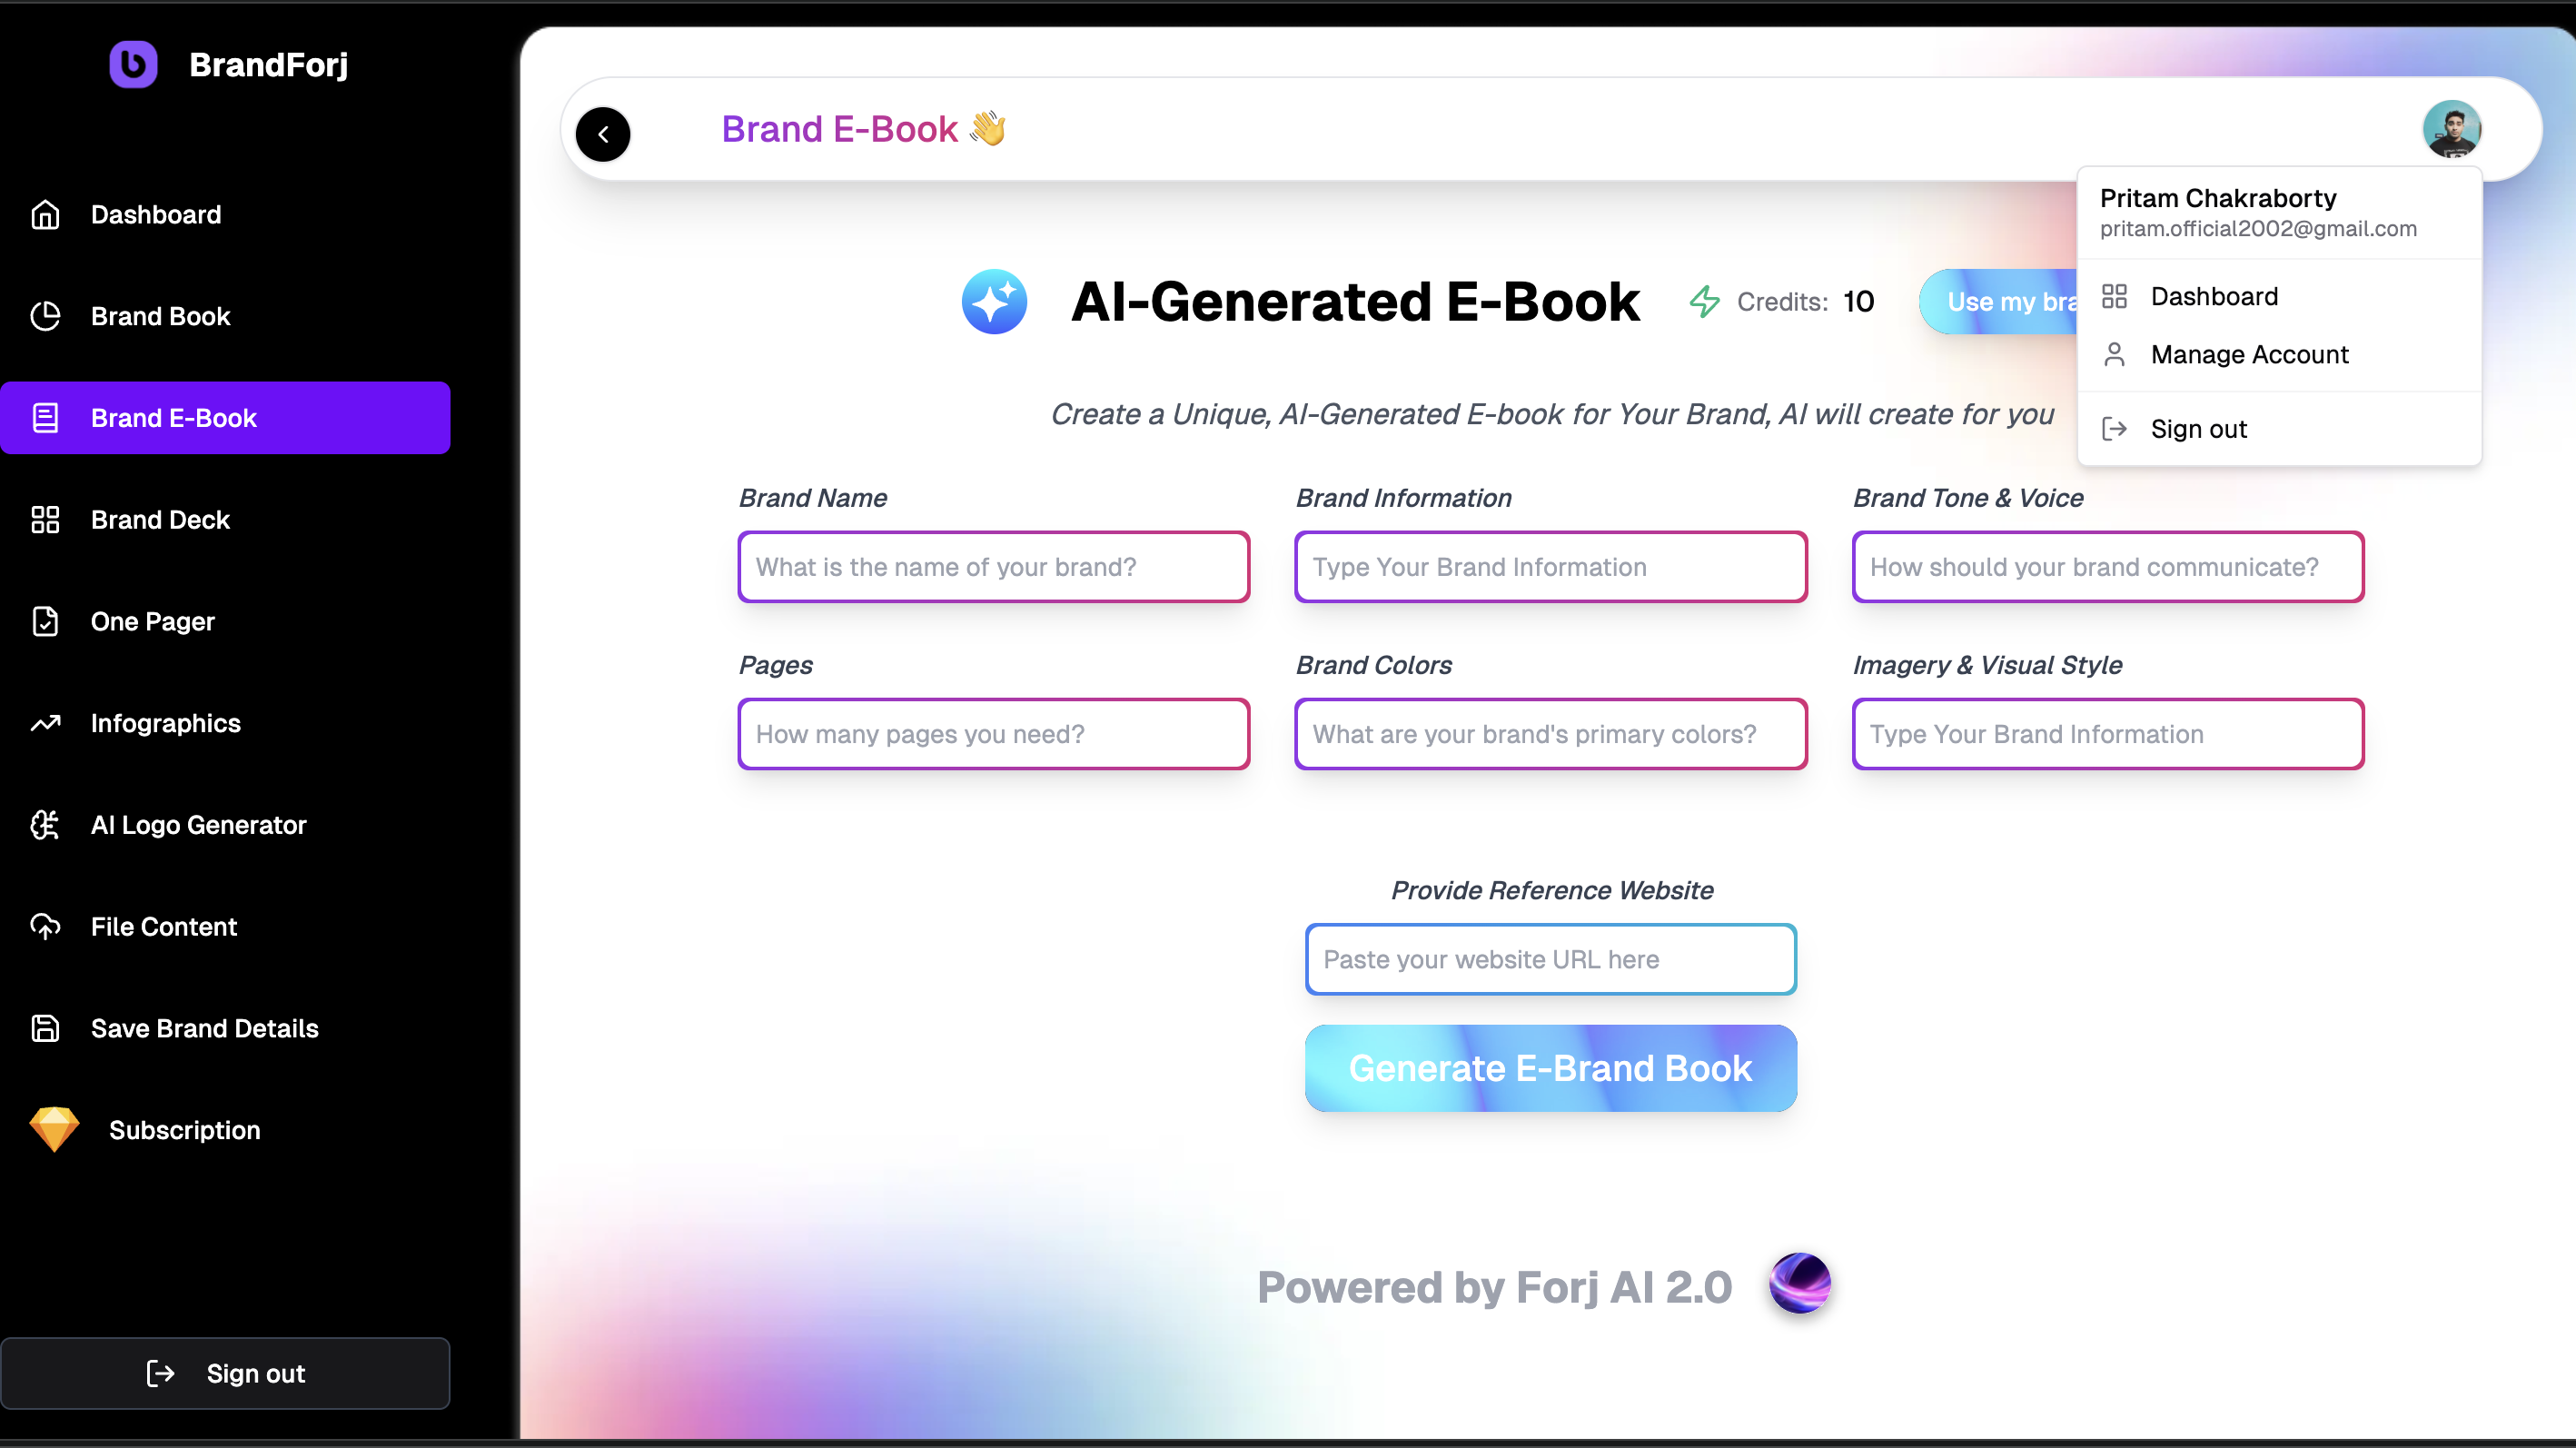 BrandForj
Dashboard
Brand Book
Brand E-Book
Brand Deck
One Pager
Infographics
AI Logo Generator
File Content
Save Brand Details
Subscription
Sign out
Brand E-Book 👋
Pritam Chakraborty
pritam.official2002@gmail.com
Dashboard
Manage Account
Sign out
AI-Generated E-Book
Credits: 10
Use my bra
Create a Unique, AI-Generated E-book for Your Brand, AI will create for you
Brand Name
What is the name of your brand?
Brand Information
Type Your Brand Information
Brand Tone & Voice
How should your brand communicate?
Pages
How many pages you need?
Brand Colors
What are your brand's primary colors?
Imagery & Visual Style
Type Your Brand Information
Provide Reference Website
Paste your website URL here
Generate E-Brand Book
Powered by Forj AI 2.0